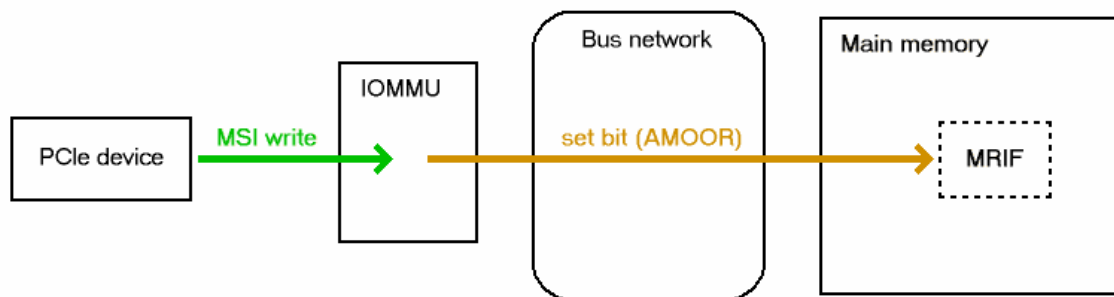 Bus network
Main memory
IOMMU
PCIe device
MSI write
set bit (AMOOR)
MRIF